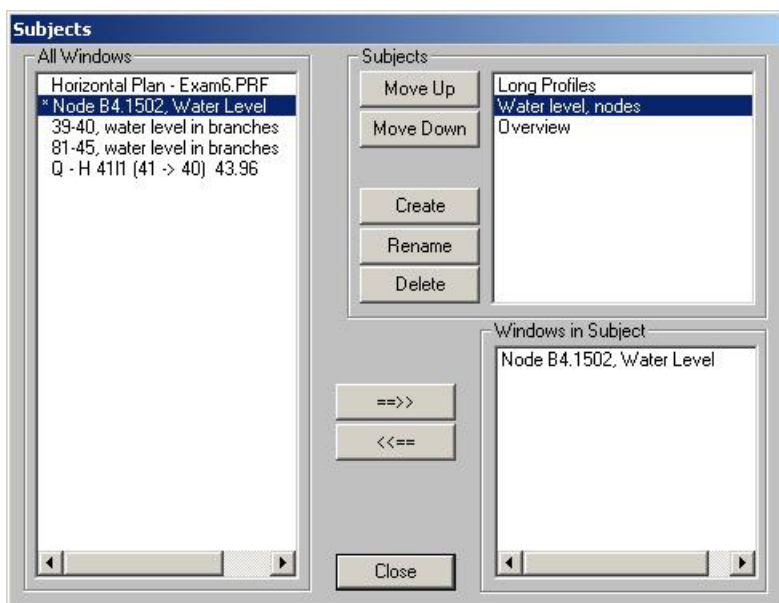 Subjects
All Windows
Horizontal Plan - Exam6.PRF
* Node B4.1502, Water Level
39-40, water level in branches
81-45, water level in branches
Q - H 41l1 (41 -> 40) 43.96
Subjects
Move Up
Move Down
Create
Rename
Delete
Long Profiles
Water level, nodes
Overview
==>>
<<==
Windows in Subject
Node B4.1502, Water Level
Close